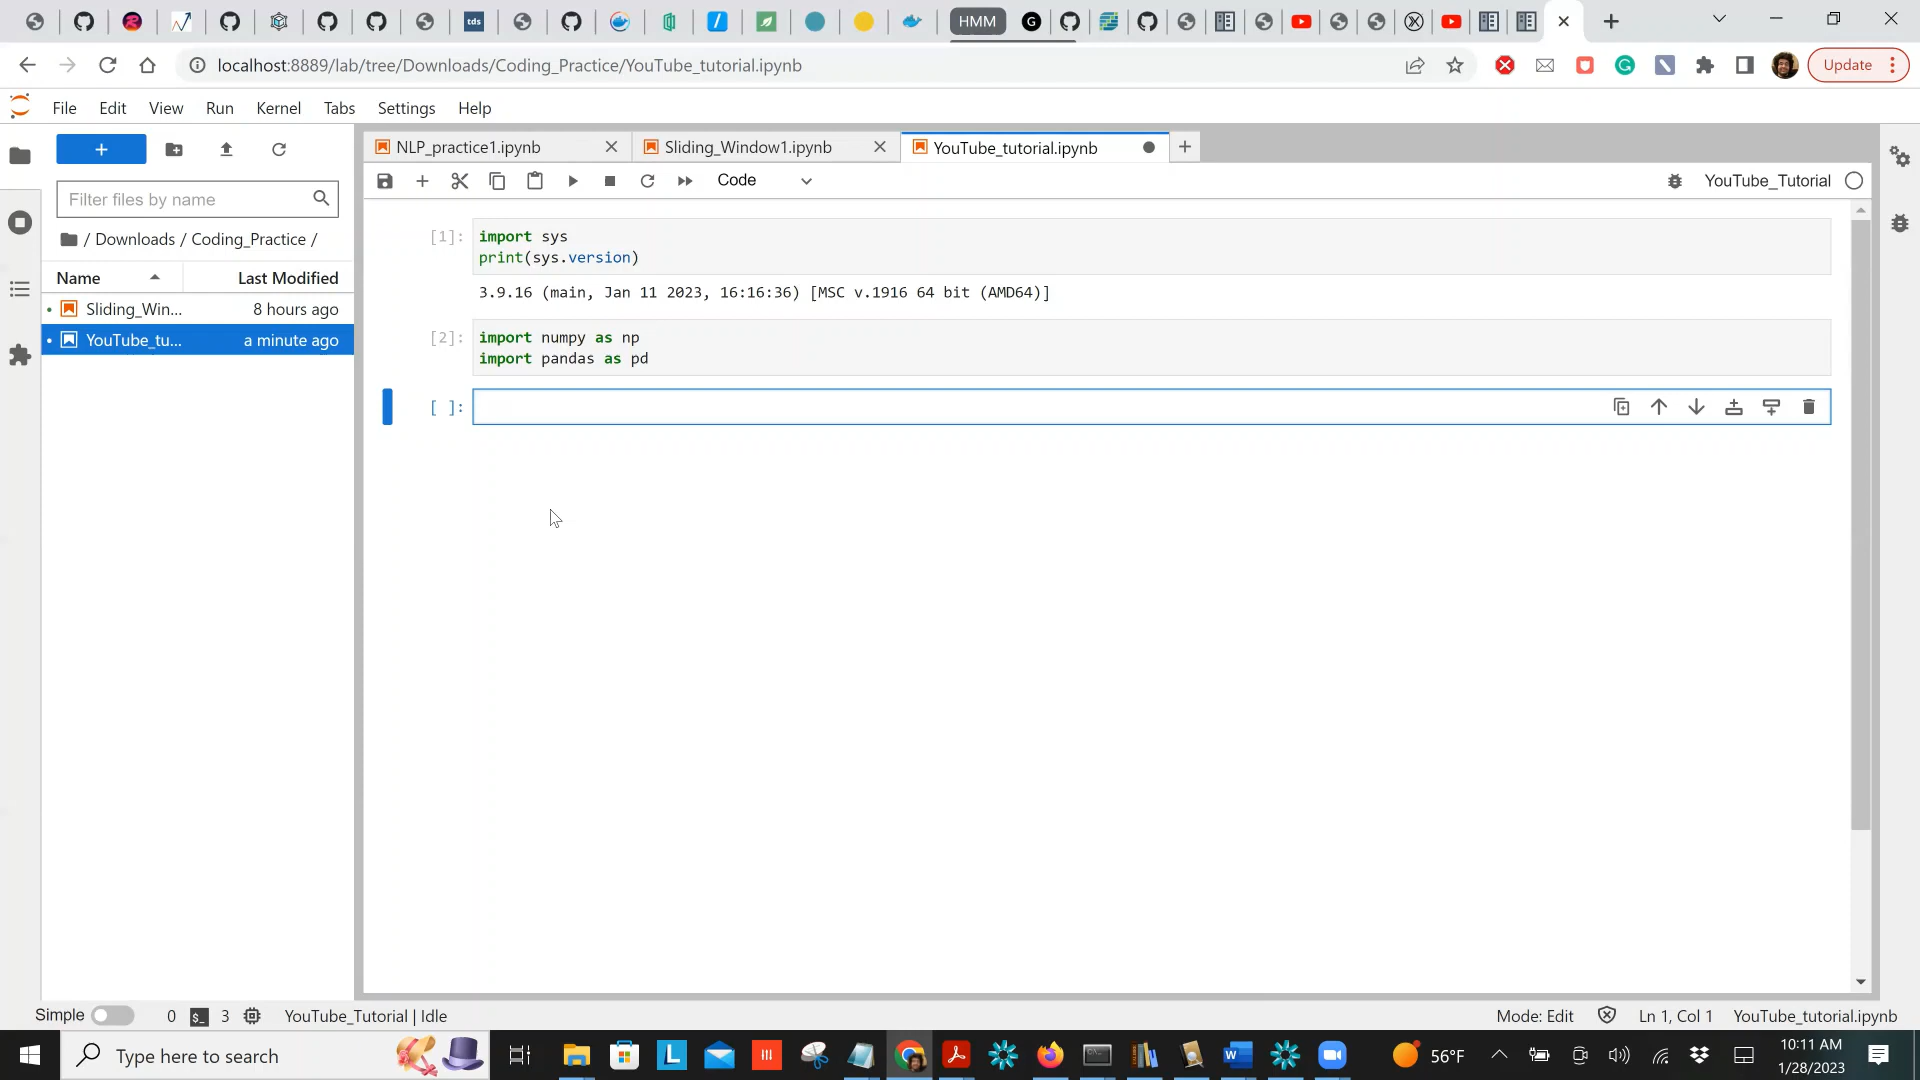 tds
HMM
G
localhost:8889/lab/tree/Downloads/Coding_Practice/YouTube_tutorial.ipynb
Update
File Edit View Run Kernel Tabs Settings Help
NLP_practice1.ipynb
Sliding_Window1.ipynb
YouTube_tutorial.ipynb
Filter files by name
Code
YouTube_Tutorial
/ Downloads / Coding_Practice /
Name Last Modified
Sliding_Win... 8 hours ago
YouTube_tu... a minute ago
[1]: import sys
print(sys.version)
3.9.16 (main, Jan 11 2023, 16:16:36) [MSC v.1916 64 bit (AMD64)]
[2]: import numpy as np
import pandas as pd
[ ]:
Simple 0 $_ 3 YouTube_Tutorial | Idle
Mode: Edit Ln 1, Col 1 YouTube_tutorial.ipynb
Type here to search
L
W
56°F
10:11 AM
1/28/2023